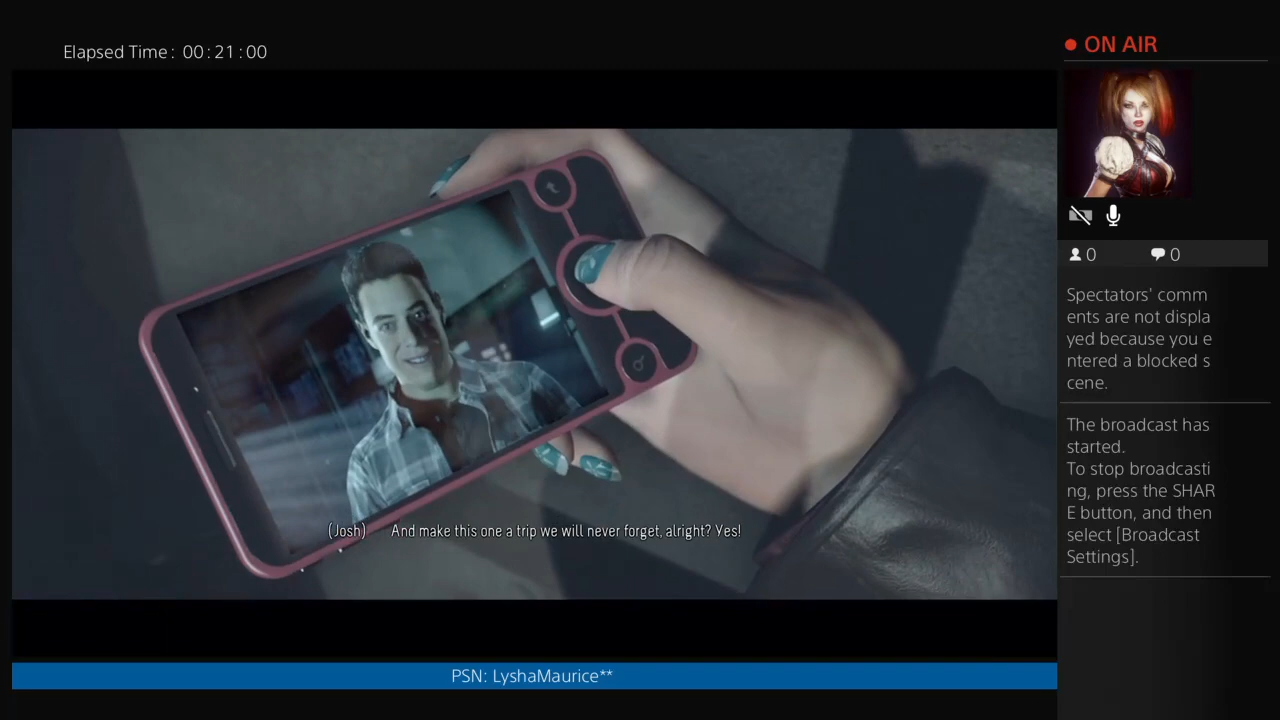 Elapsed Time: 00:21:00
ON AIR
0
0
Spectators' comm
ents are not displa
yed because you e
ntered a blocked s
cene.
The broadcast has
started.
To stop broadcasti
ng, press the SHAR
E button, and then
select [Broadcast
Settings].
(Josh) And make this one a trip we will never forget, alright? Yes!
PSN: LyshaMaurice**